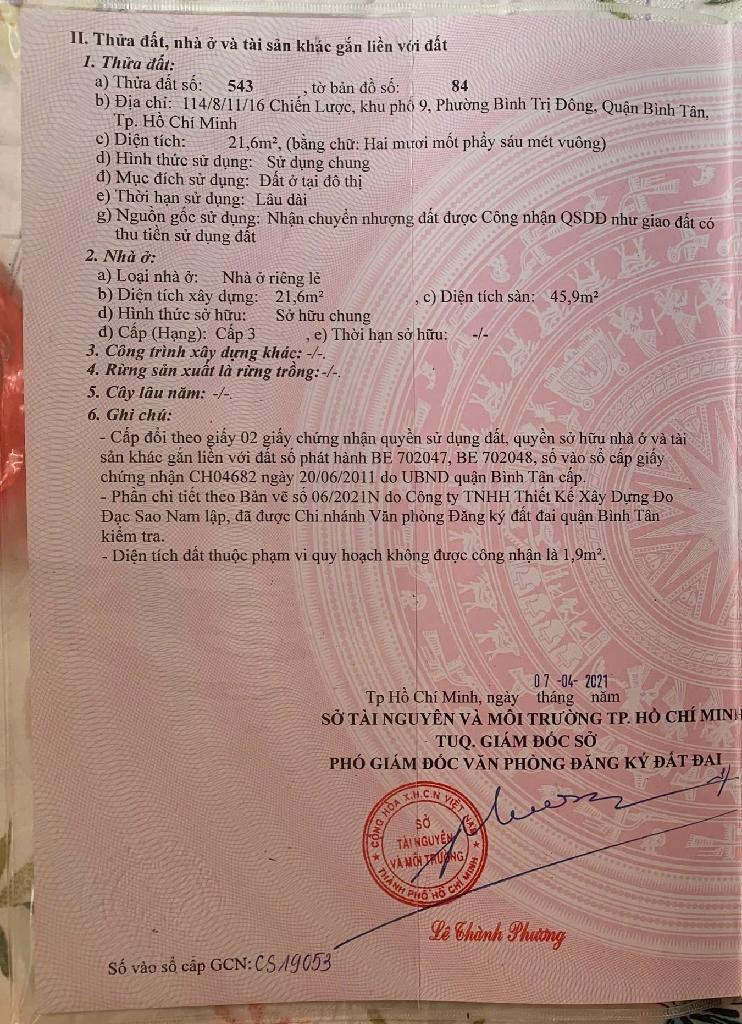 II. Thửa đất, nhà ở và tài sản khác gắn liền với đất
1. Thửa đất:
a) Thửa đất số: 543 , tờ bản đồ số: 84
b) Địa chỉ: 114/8/11/16 Chiến Lược, khu phố 9, Phường Bình Trị Đông, Quận Bình Tân,
Tp. Hồ Chí Minh
c) Diện tích: 21,6m², (bằng chữ: Hai mươi mốt phẩy sáu mét vuông)
d) Hình thức sử dụng: Sử dụng chung
đ) Mục đích sử dụng: Đất ở tại đô thị
e) Thời hạn sử dụng: Lâu dài
g) Nguồn gốc sử dụng: Nhận chuyển nhượng đất được Công nhận QSDĐ như giao đất có
thu tiền sử dụng đất
2. Nhà ở:
a) Loại nhà ở: Nhà ở riêng lẻ
b) Diện tích xây dựng: 21,6m² , c) Diện tích sàn: 45,9m²
d) Hình thức sở hữu: Sở hữu chung
đ) Cấp (Hạng): Cấp 3 , e) Thời hạn sở hữu: -/-
3. Công trình xây dựng khác: -/-.
4. Rừng sản xuất là rừng trồng: -/-.
5. Cây lâu năm: -/-.
6. Ghi chú:
- Cấp đổi theo giấy 02 giấy chứng nhận quyền sử dụng đất, quyền sở hữu nhà ở và tài
sản khác gắn liền với đất số phát hành BE 702047, BE 702048, số vào sổ cấp giấy
chứng nhận CH04682 ngày 20/06/2011 do UBND quận Bình Tân cấp.
- Phần chi tiết theo Bản vẽ số 06/2021N do Công ty TNHH Thiết Kế Xây Dựng Đo
Đạc Sao Nam lập, đã được Chi nhánh Văn phòng Đăng ký đất đai quận Bình Tân
kiểm tra.
- Diện tích đất thuộc phạm vi quy hoạch không được công nhận là 1,9m².
07-04-2021
Tp Hồ Chí Minh, ngày tháng năm
SỞ TÀI NGUYÊN VÀ MÔI TRƯỜNG TP. HỒ CHÍ MINH
TUQ. GIÁM ĐỐC SỞ
PHÓ GIÁM ĐỐC VĂN PHÒNG ĐĂNG KÝ ĐẤT ĐAI
CỘNG HÒA X.H.C.N VIỆT NAM
SỞ
TÀI NGUYÊN
VÀ MÔI TRƯỜNG
THÀNH PHỐ HỒ CHÍ MINH
Lê Thành Phương
Số vào sổ cấp GCN: CS19053